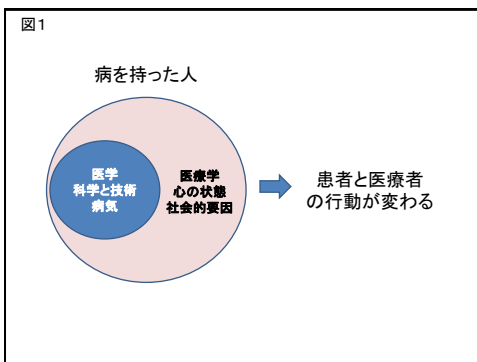 図1
病を持った人
医学
科学と技術
病気
医療学
心の状態
社会的要因
患者と医療者
の行動が変わる